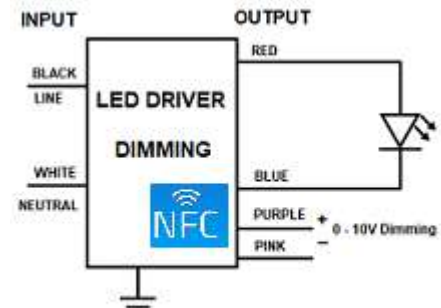 INPUT
OUTPUT
BLACK
LINE
WHITE
NEUTRAL
LED DRIVER
DIMMING
NFC
RED
BLUE
PURPLE +
0 - 10V Dimming
PINK −